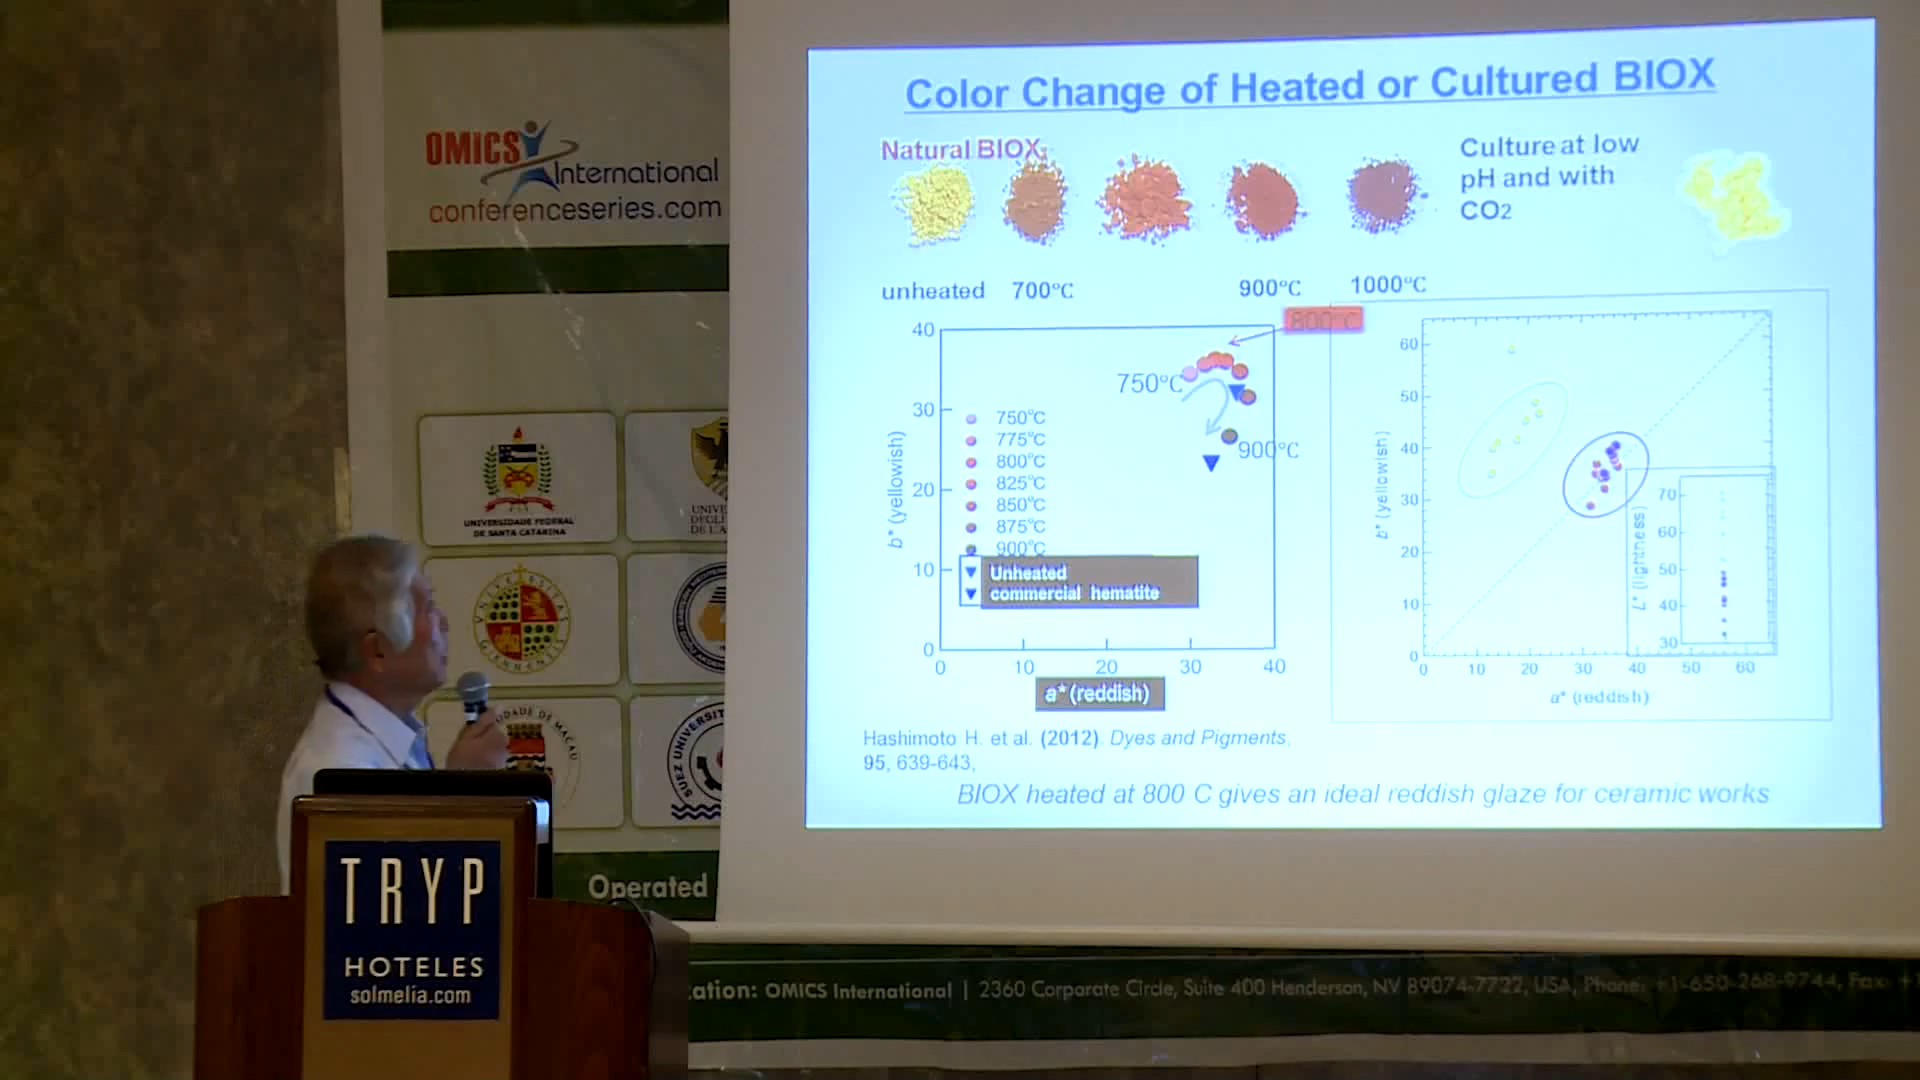 OMICS
International
conferenceseries.com
UNIVERSIDADE FEDERAL
DE SANTA CATARINA
Operated
TRYP
HOTELES
solmelia.com
Color Change of Heated or Cultured BIOX
Natural BIOX
Culture at low
pH and with
CO2
unheated 700℃ 900℃ 1000℃
800℃
40
30
20
10
0
0 10 20 30 40
b* (yellowish)
750℃
900℃
750℃
775℃
800℃
825℃
850℃
875℃
900℃
Unheated
commercial hematite
a* (reddish)
60
50
40
30
20
10
0
0 10 20 30 40 50 60
b* (yellowish)
a* (reddish)
70
60
50
40
30
L* (lightness)
Hashimoto H. et al. (2012). Dyes and Pigments,
95, 639-643,
BIOX heated at 800 C gives an ideal reddish glaze for ceramic works
OMICS International | 2360 Corporate Circle, Suite 400 Henderson, NV 89074-7722, USA, Phone: +1-650-268-9744, Fax: